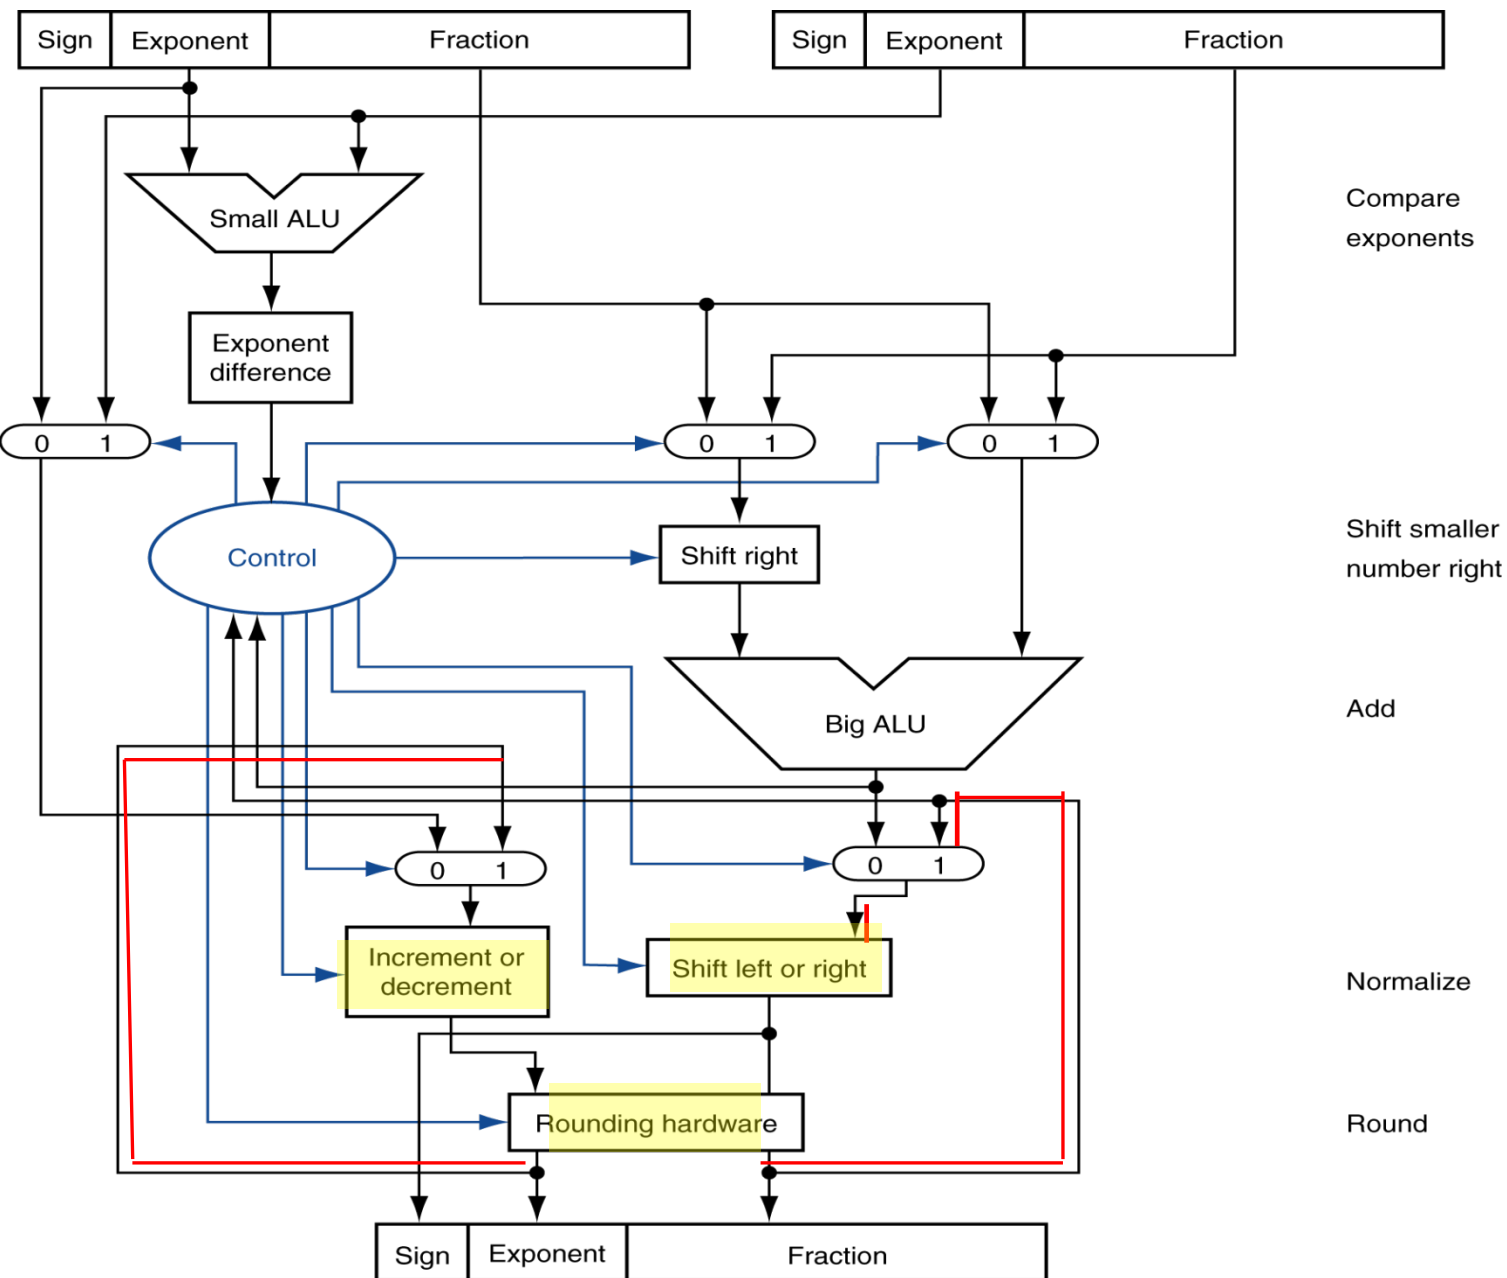 Sign Exponent Fraction Sign Exponent Fraction
Compare
exponents
Small ALU
Exponent
difference
0 1 0 1 0 1
Control
Shift right
Shift smaller
number right
Big ALU
Add
0 1 0 1
Increment or
decrement
Shift left or right
Normalize
Rounding hardware
Round
Sign Exponent Fraction